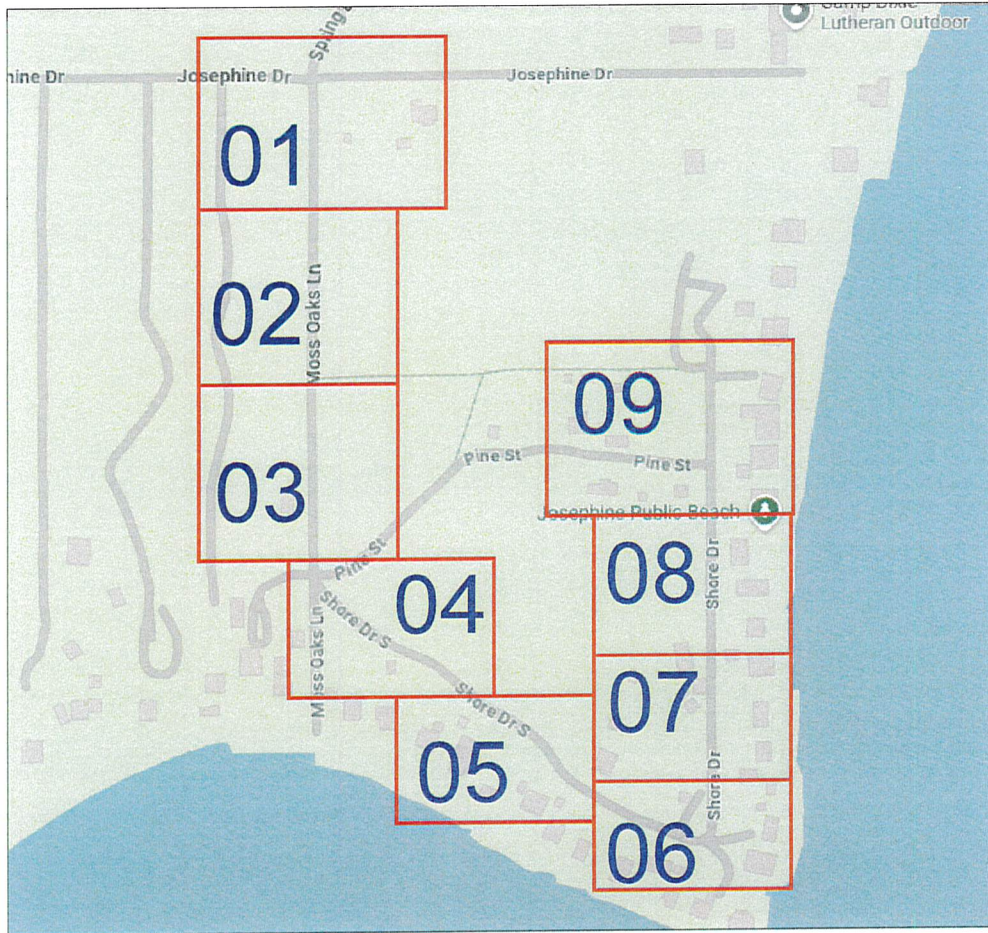 Lutheran Outdoor
Josephine Dr
Josephine Dr
01
02
Moss Oaks Ln
09
Pine St
Pine St
03
Josephine Public Beach
Pine St
08
Shore Dr
04
Shore Dr S
Moss Oaks Ln
07
Shore Dr S
05
Shore Dr
06